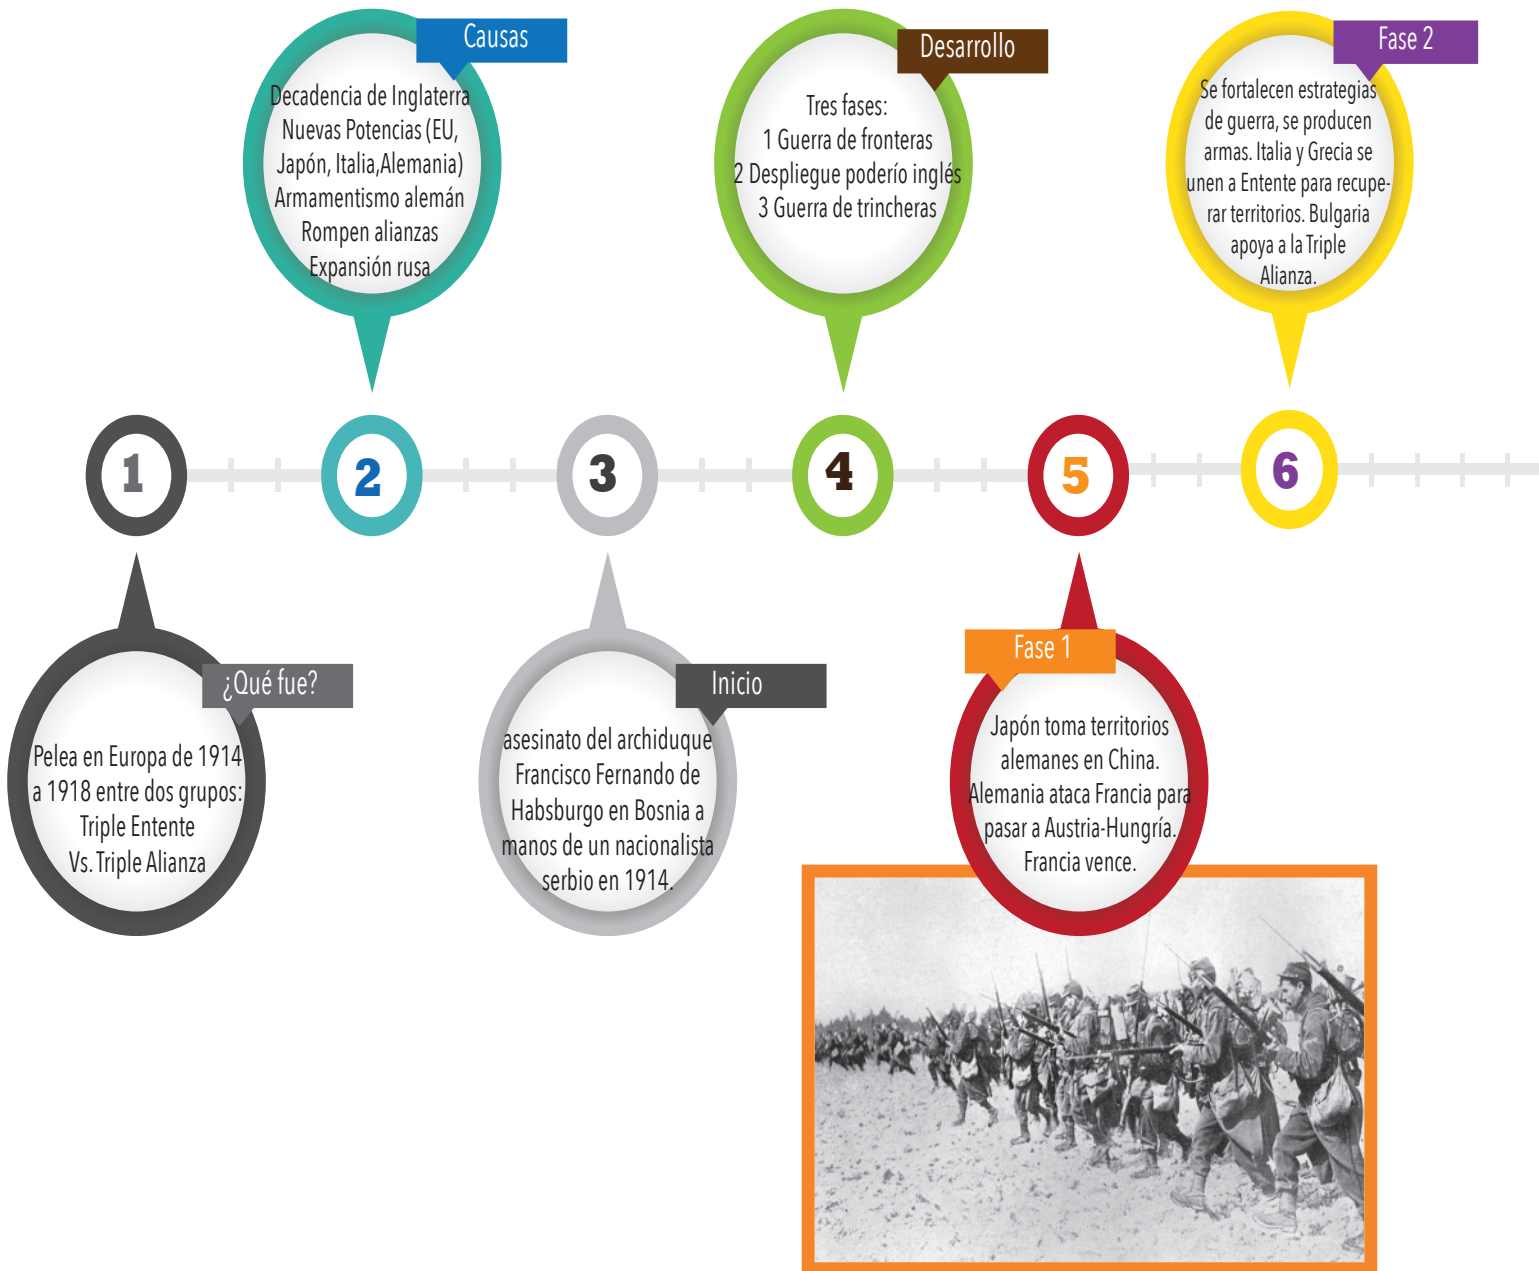 Causas
Decadencia de Inglaterra
Nuevas Potencias (EU,
Japón, Italia,Alemania)
Armamentismo alemán
Rompen alianzas
Expansión rusa
Desarrollo
Tres fases:
1 Guerra de fronteras
2 Despliegue poderío inglés
3 Guerra de trincheras
Fase 2
Se fortalecen estrategias
de guerra, se producen
armas. Italia y Grecia se
unen a Entente para recupe-
rar territorios. Bulgaria
apoya a la Triple
Alianza.
1
2
3
4
5
6
¿Qué fue?
Pelea en Europa de 1914
a 1918 entre dos grupos:
Triple Entente
Vs. Triple Alianza
Inicio
asesinato del archiduque
Francisco Fernando de
Habsburgo en Bosnia a
manos de un nacionalista
serbio en 1914.
Fase 1
Japón toma territorios
alemanes en China.
Alemania ataca Francia para
pasar a Austria-Hungría.
Francia vence.